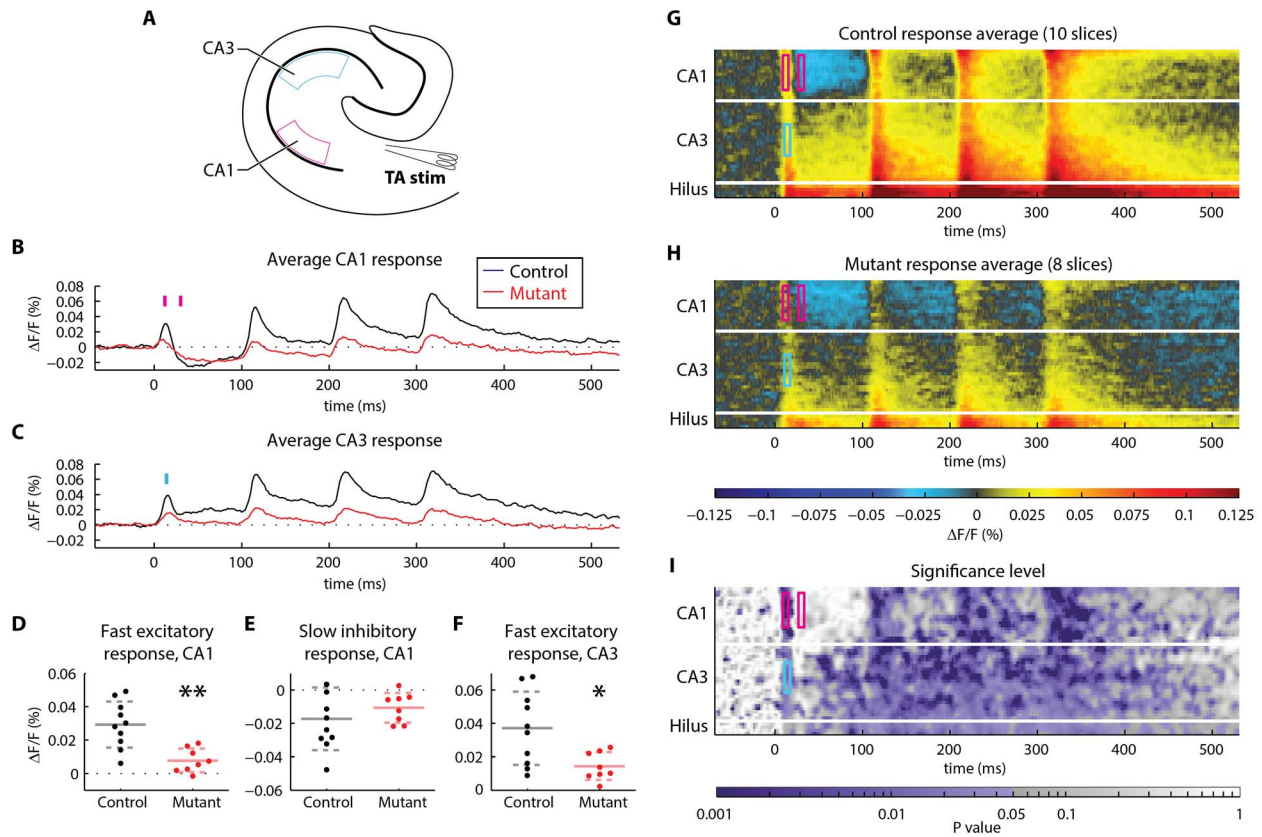 A
CA3
CA1
TA stim
B
Average CA1 response
Control
Mutant
ΔF/F (%)
0.08
0.06
0.04
0.02
0
−0.02
0 100 200 300 400 500
time (ms)
C
Average CA3 response
ΔF/F (%)
0.08
0.06
0.04
0.02
0
−0.02
0 100 200 300 400 500
time (ms)
D
Fast excitatory
response, CA1
**
ΔF/F (%)
0.06
0.04
0.02
0
Control Mutant
E
Slow inhibitory
response, CA1
0
−0.02
−0.04
−0.06
Control Mutant
F
Fast excitatory
response, CA3
*
0.06
0.04
0.02
0
Control Mutant
G
Control response average (10 slices)
CA1
CA3
Hilus
0 100 200 300 400 500
time (ms)
H
Mutant response average (8 slices)
CA1
CA3
Hilus
0 100 200 300 400 500
time (ms)
−0.125 −0.1 −0.075 −0.05 −0.025 0 0.025 0.05 0.075 0.1 0.125
ΔF/F (%)
I
Significance level
CA1
CA3
Hilus
0 100 200 300 400 500
time (ms)
0.001 0.01 0.05 0.1 1
P value